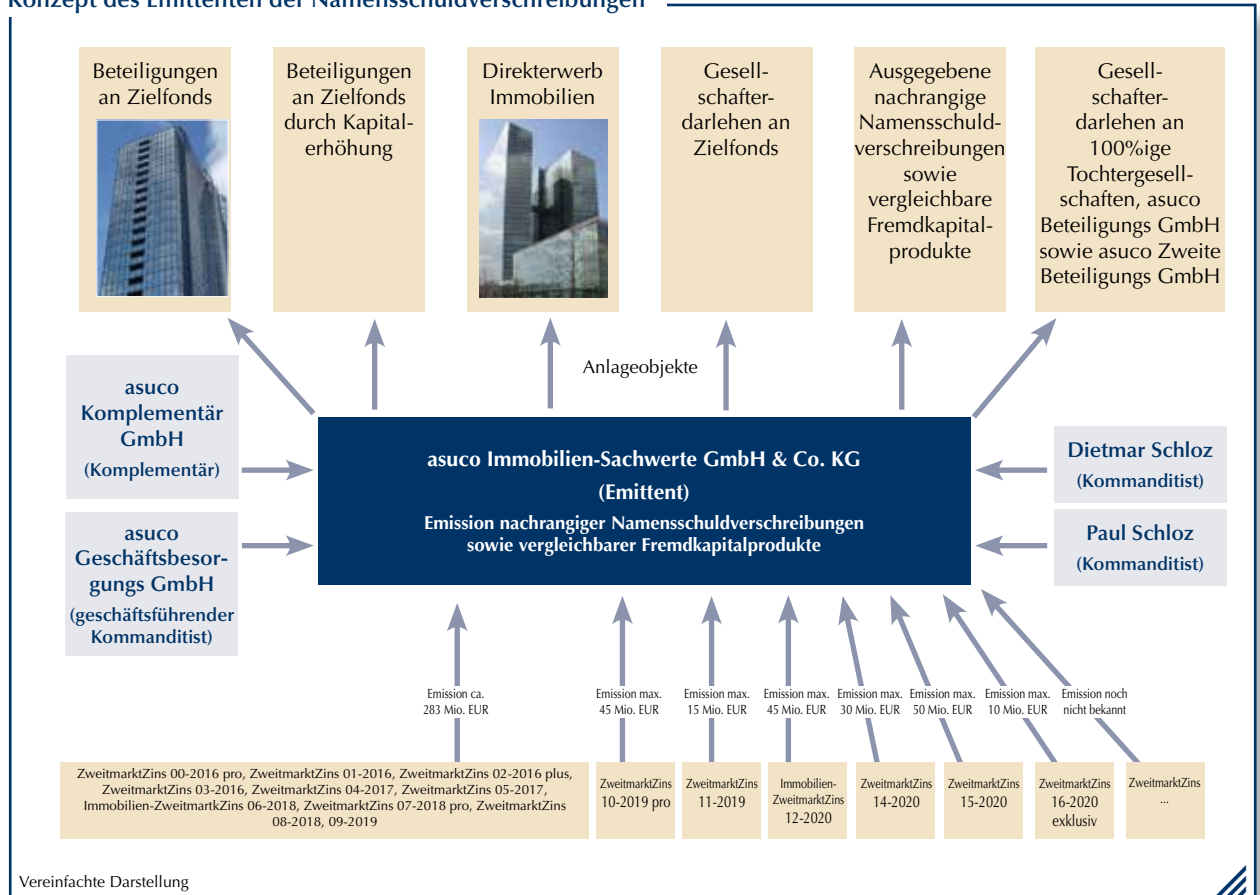 Konzept des Emittenten der Namensschuldverschreibungen
Beteiligungen
an Zielfonds
Beteiligungen
an Zielfonds
durch Kapital-
erhöhung
Direkterwerb
Immobilien
Gesell-
schafter-
darlehen an
Zielfonds
Ausgegebene
nachrangige
Namensschuld-
verschreibungen
sowie
vergleichbare
Fremdkapital-
produkte
Gesell-
schafter-
darlehen an
100%ige
Tochtergesell-
schaften, asuco
Beteiligungs GmbH
sowie asuco Zweite
Beteiligungs GmbH
Anlageobjekte
asuco
Komplementär
GmbH
(Komplementär)
asuco
Geschäftsbesor-
gungs GmbH
(geschäftsführender
Kommanditist)
asuco Immobilien-Sachwerte GmbH & Co. KG
(Emittent)
Emission nachrangiger Namensschuldverschreibungen
sowie vergleichbarer Fremdkapitalprodukte
Dietmar Schloz
(Kommanditist)
Paul Schloz
(Kommanditist)
Emission ca.
283 Mio. EUR
Emission max.
45 Mio. EUR
Emission max.
15 Mio. EUR
Emission max.
45 Mio. EUR
Emission max.
30 Mio. EUR
Emission max.
50 Mio. EUR
Emission max.
10 Mio. EUR
Emission noch
nicht bekannt
ZweitmarktZins 00-2016 pro, ZweitmarktZins 01-2016, ZweitmarktZins 02-2016 plus,
ZweitmarktZins 03-2016, ZweitmarktZins 04-2017, ZweitmarktZins 05-2017,
Immobilien-ZweitmartkZins 06-2018, ZweitmarktZins 07-2018 pro, ZweitmarktZins
08-2018, 09-2019
ZweitmarktZins
10-2019 pro
ZweitmarktZins
11-2019
Immobilien-
ZweitmarktZins
12-2020
ZweitmarktZins
14-2020
ZweitmarktZins
15-2020
ZweitmarktZins
16-2020
exklusiv
ZweitmarktZins
...
Vereinfachte Darstellung